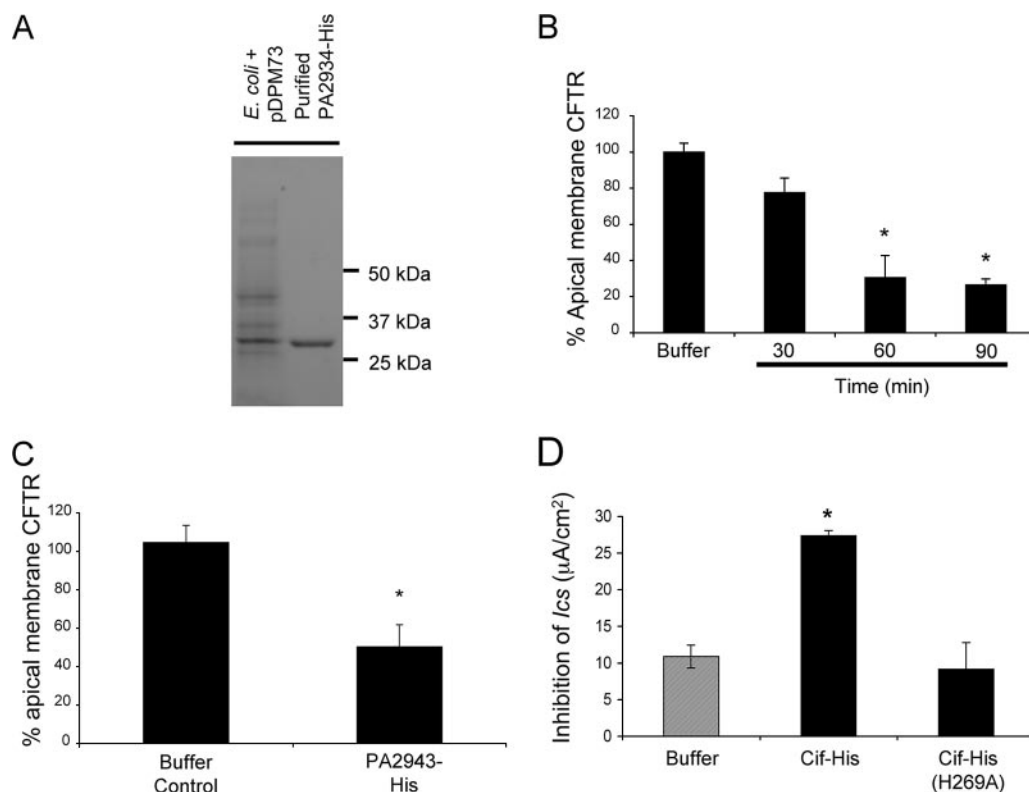 A
E. coli +
pDPM73
Purified
PA2934-His
50 kDa
37 kDa
25 kDa
B
% Apical membrane CFTR
120
100
80
60
40
20
0
*
*
Buffer
30
60
90
Time (min)
C
% apical membrane CFTR
120
100
80
60
40
20
0
*
Buffer
Control
PA2943-
His
D
Inhibition of Ics (μA/cm²)
30
25
20
15
10
5
0
*
Buffer
Cif-His
Cif-His
(H269A)